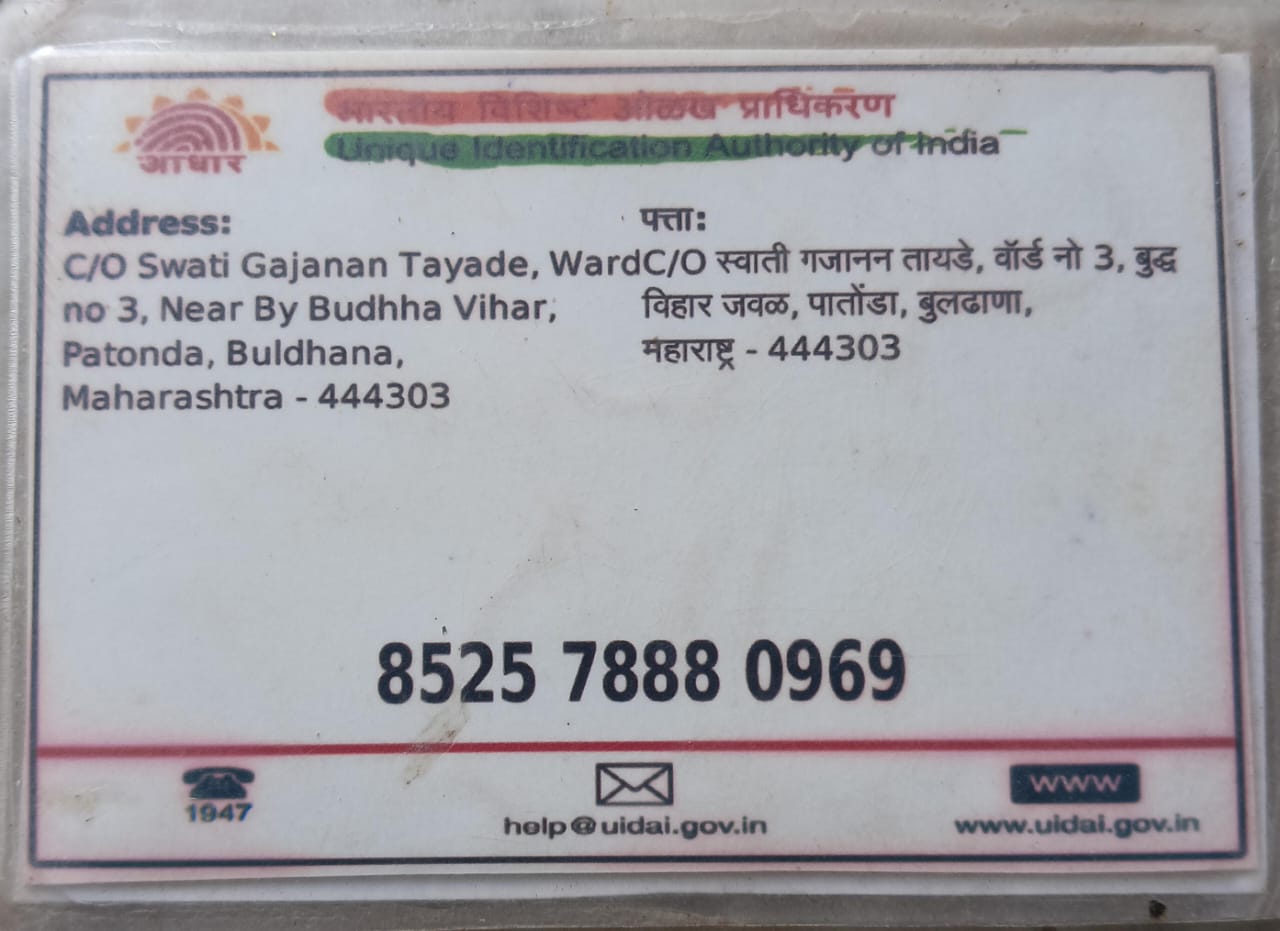 भारतीय विशिष्ट ओळख प्राधिकरण
Unique Identification Authority of India
आधार
Address:
C/O Swati Gajanan Tayade, Ward
no 3, Near By Budhha Vihar,
Patonda, Buldhana,
Maharashtra - 444303
पत्ता:
C/O स्वाती गजानन तायडे, वॉर्ड नो 3, बुद्ध
विहार जवळ, पातोंडा, बुलढाणा,
महाराष्ट्र - 444303
8525 7888 0969
1947
help@uidai.gov.in
www
www.uidai.gov.in